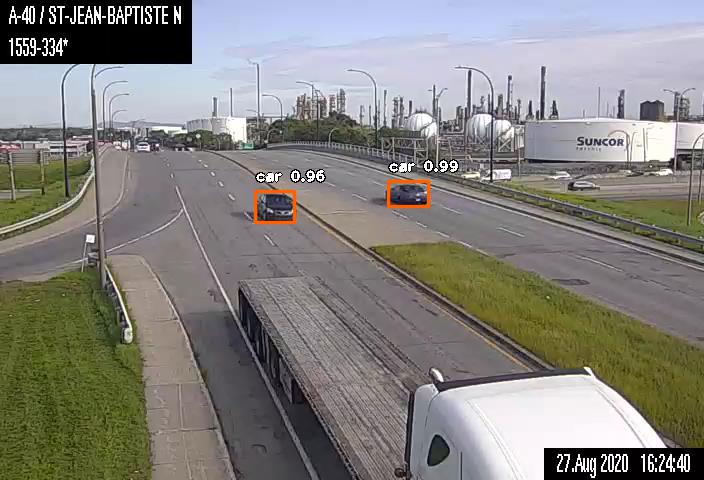 A-40 / ST-JEAN-BAPTISTE N
1559-334*
car 0.96
car 0.99
SUNCOR
27.Aug 2020 16:24:40